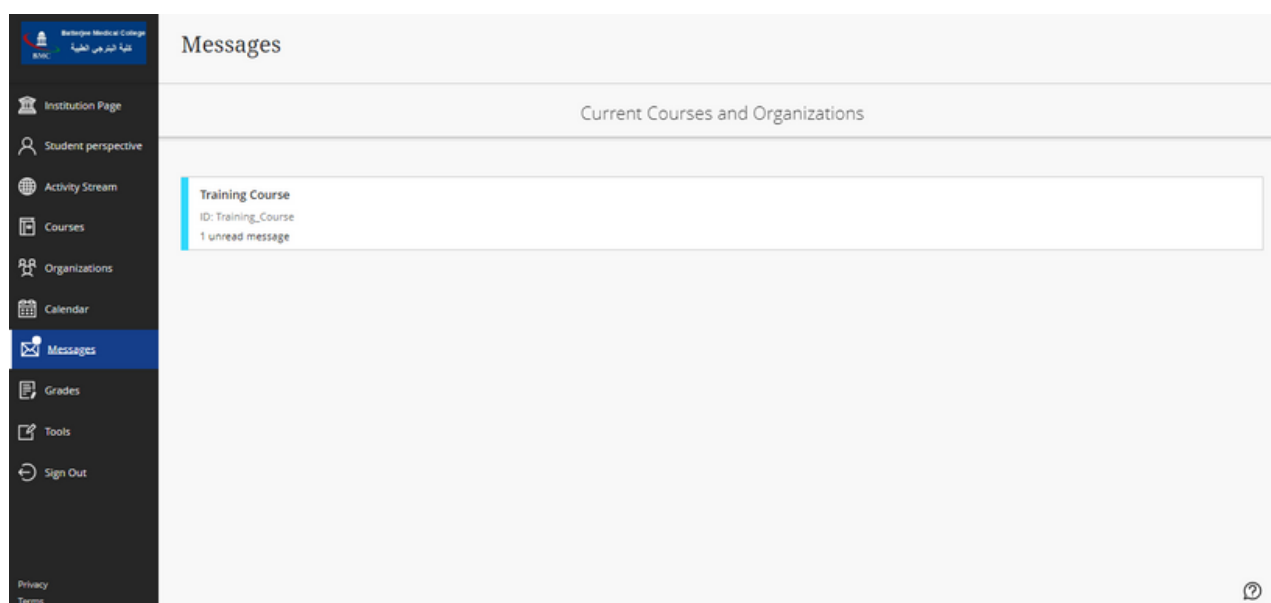 Batterjee Medical College
كلية البترجي الطبية
BMC
Institution Page
Student perspective
Activity Stream
Courses
Organizations
Calendar
Messages
Grades
Tools
Sign Out
Privacy
Terms
Messages
Current Courses and Organizations
Training Course
ID: Training_Course
1 unread message